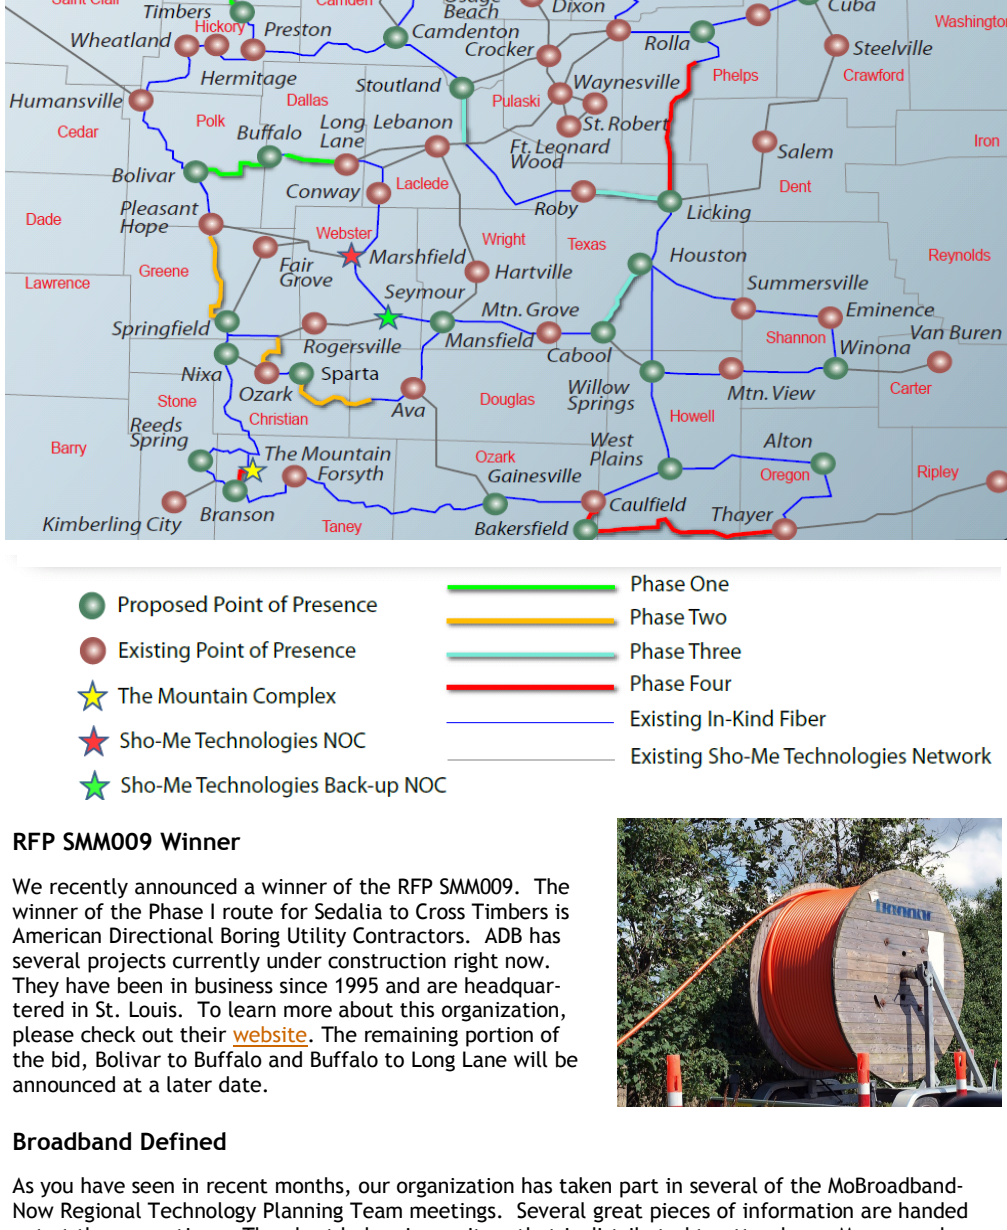 Saint Clair
Camden
Osage
Beach
Dixon
Cuba
Timbers
Hickory
Preston
Camdenton
Washington
Wheatland
Crocker
Rolla
Steelville
Hermitage
Stoutland
Waynesville
Phelps
Crawford
Humansville
Dallas
Pulaski
Polk
Long
Lane
Lebanon
St. Robert
Cedar
Buffalo
Ft. Leonard
Wood
Iron
Salem
Bolivar
Conway
Laclede
Dent
Roby
Licking
Pleasant
Hope
Dade
Webster
Marshfield
Wright
Texas
Houston
Reynolds
Greene
Fair
Grove
Hartville
Lawrence
Seymour
Summersville
Mtn. Grove
Eminence
Springfield
Rogersville
Mansfield
Cabool
Shannon
Winona
Van Buren
Nixa
Sparta
Willow
Springs
Mtn. View
Carter
Ozark
Ava
Stone
Christian
Douglas
Howell
Reeds
Spring
Barry
The Mountain
Forsyth
West
Plains
Alton
Ozark
Gainesville
Oregon
Ripley
Kimberling City
Branson
Taney
Caulfield
Bakersfield
Thayer
Proposed Point of Presence
Existing Point of Presence
The Mountain Complex
Sho-Me Technologies NOC
Sho-Me Technologies Back-up NOC
Phase One
Phase Two
Phase Three
Phase Four
Existing In-Kind Fiber
Existing Sho-Me Technologies Network
RFP SMM009 Winner
We recently announced a winner of the RFP SMM009. The
winner of the Phase I route for Sedalia to Cross Timbers is
American Directional Boring Utility Contractors. ADB has
several projects currently under construction right now.
They have been in business since 1995 and are headquar-
tered in St. Louis. To learn more about this organization,
please check out their website. The remaining portion of
the bid, Bolivar to Buffalo and Buffalo to Long Lane will be
announced at a later date.
Broadband Defined
As you have seen in recent months, our organization has taken part in several of the MoBroadband-
Now Regional Technology Planning Team meetings. Several great pieces of information are handed